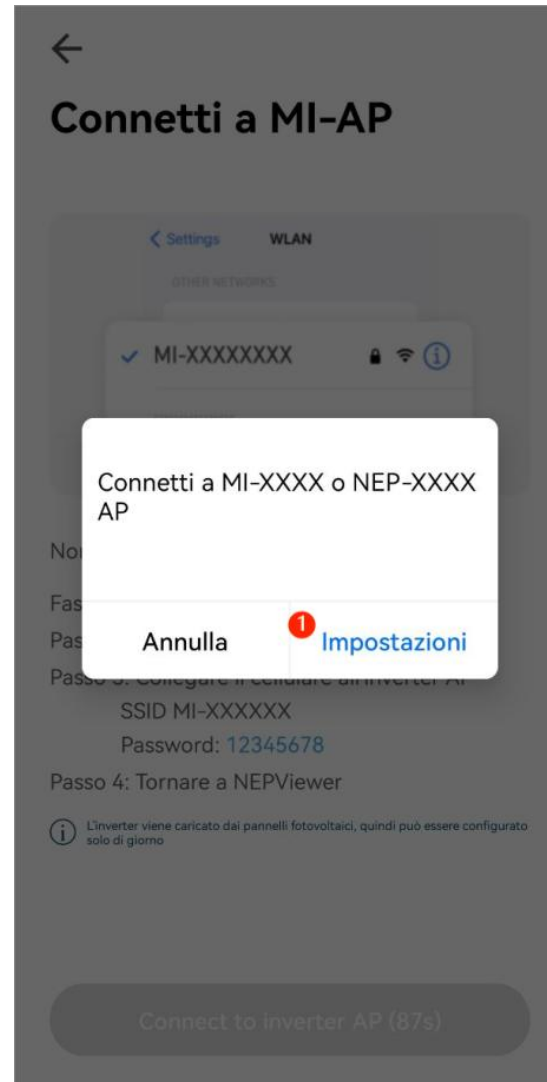 Connetti a MI-AP
Settings WLAN
OTHER NETWORKS
MI-XXXXXXXX
Connetti a MI-XXXX o NEP-XXXX
AP
1
Annulla Impostazioni
SSID MI-XXXXXX
Password: 12345678
Passo 4: Tornare a NEPViewer
L'inverter viene caricato dai pannelli fotovoltaici, quindi può essere configurato
solo di giorno
Connect to inverter AP (87s)